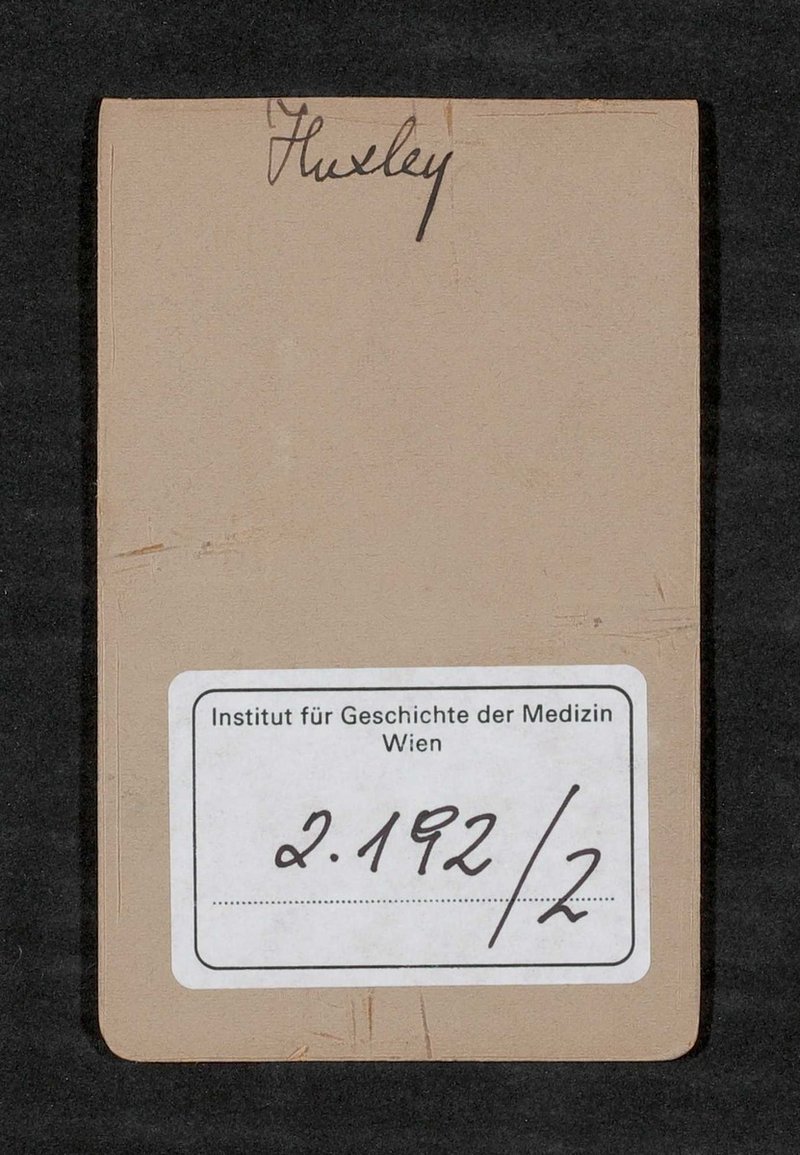 Huxley
Institut für Geschichte der Medizin
Wien
2.192/2